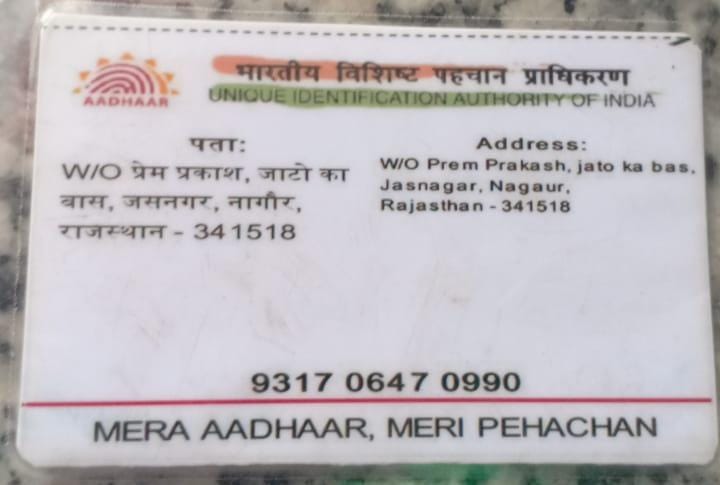 AADHAAR
भारतीय विशिष्ट पहचान प्राधिकरण
UNIQUE IDENTIFICATION AUTHORITY OF INDIA
पता:
W/O प्रेम प्रकाश, जाटो का
बास, जसनगर, नागौर,
राजस्थान - 341518
Address:
W/O Prem Prakash, jato ka bas,
Jasnagar, Nagaur,
Rajasthan - 341518
9317 0647 0990
MERA AADHAAR, MERI PEHACHAN